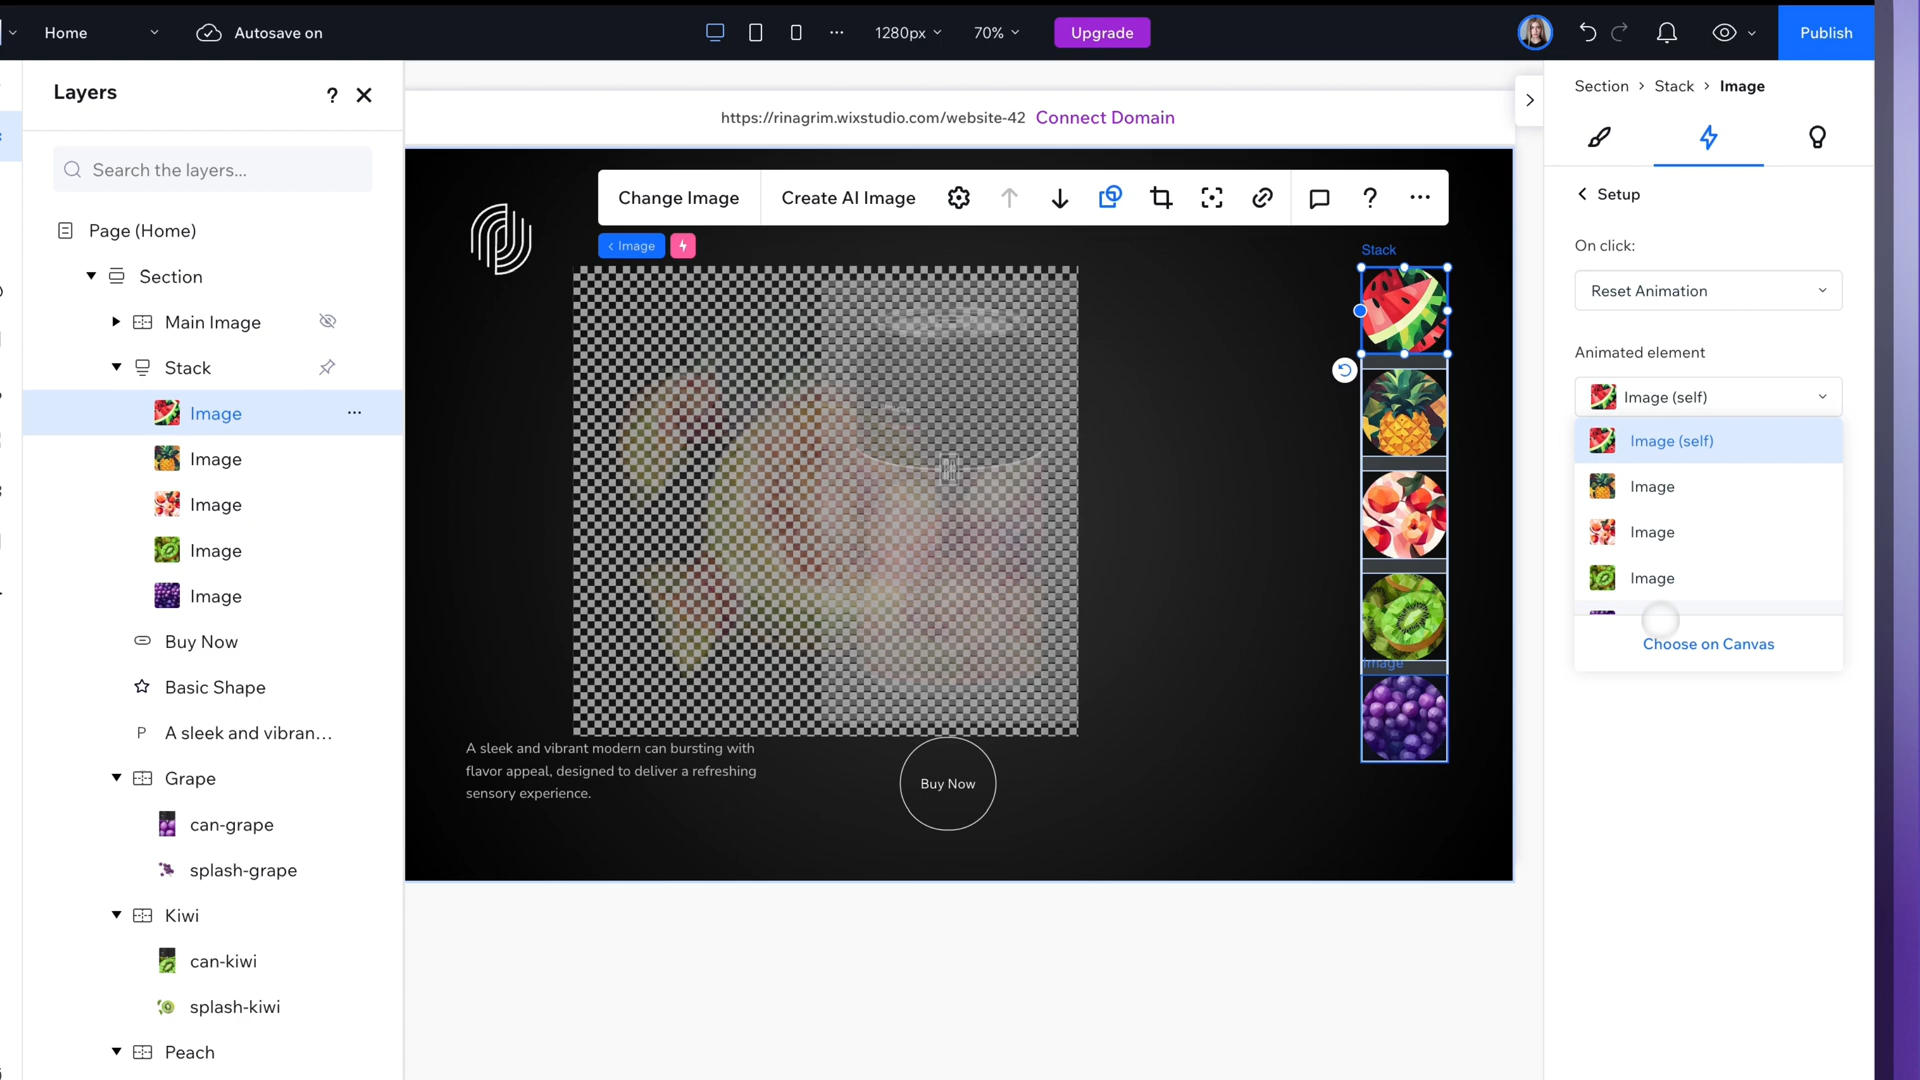 Home
Autosave on
1280px
70%
Upgrade
Publish
Layers
?
Search the layers...
Page (Home)
Section
Main Image
Stack
Image
Image
Image
Image
Image
Buy Now
Basic Shape
P A sleek and vibran...
Grape
can-grape
splash-grape
Kiwi
can-kiwi
splash-kiwi
Peach
https://rinagrim.wixstudio.com/website-42 Connect Domain
Change Image
Create AI Image
?
Image
Stack
Image
A sleek and vibrant modern can bursting with
flavor appeal, designed to deliver a refreshing
sensory experience.
Buy Now
Section > Stack > Image
Setup
On click:
Reset Animation
Animated element
Image (self)
Image (self)
Image
Image
Image
Choose on Canvas